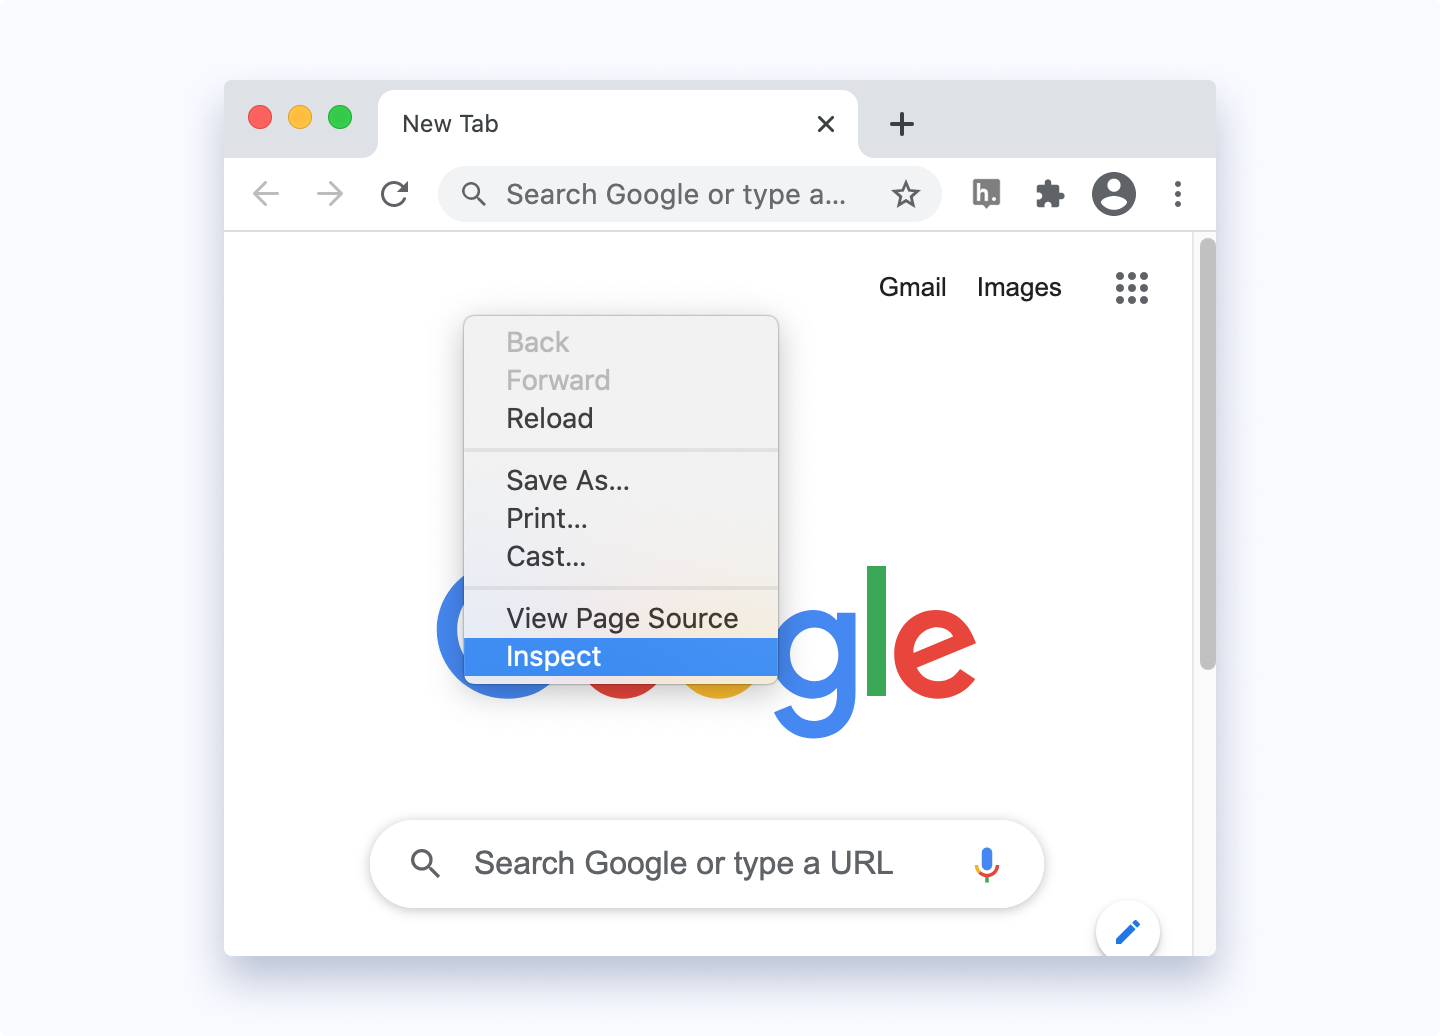 New Tab
Search Google or type a...
h.
Gmail Images
Back
Forward
Reload
Save As...
Print...
Cast...
View Page Source
Inspect
gle
Search Google or type a URL